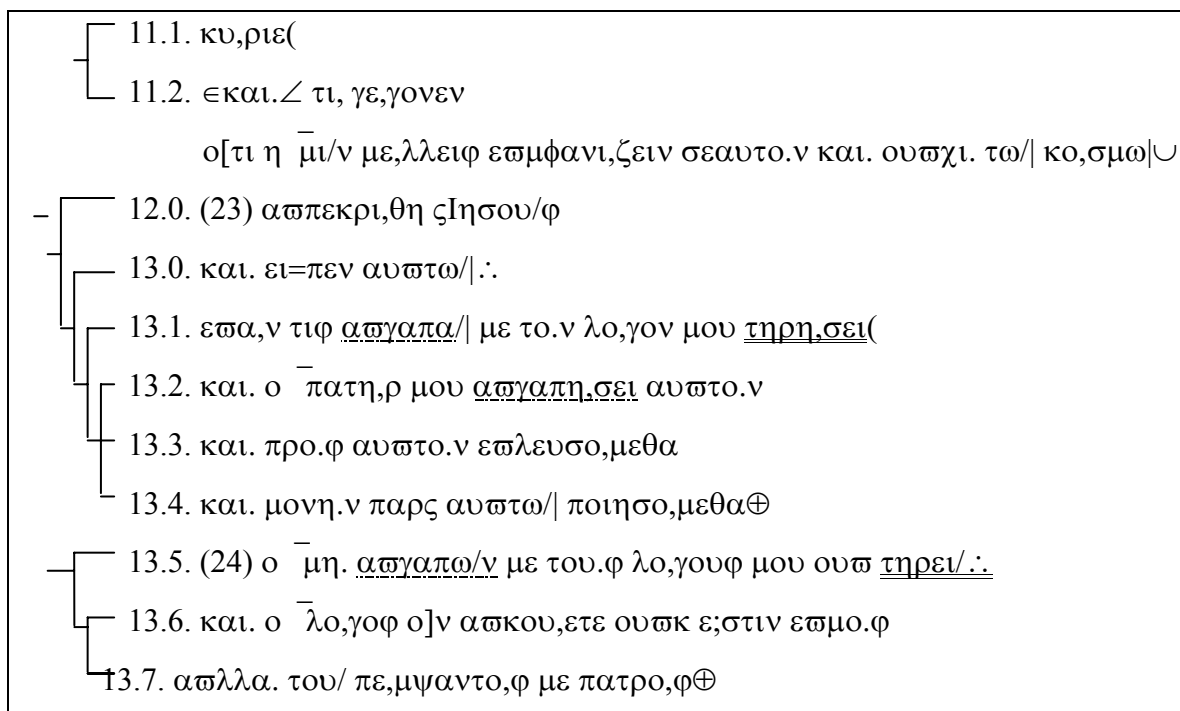 11.1. κυ,ριε(
11.2. ∈και.∠ τι, γε,γονεν
ο[τι η ¯μι/ν με,λλειϕ εϖμφανι,ζειν σεαυτο.ν και. ουϖχι. τω/| κο,σμω|∪
12.0. (23) αϖπεκρι,θη ςΙησου/ϕ
13.0. και. ει=πεν αυϖτω/|∴
13.1. εϖα,ν τιϕ αϖγαπα/| με το.ν λο,γον μου τηρη,σει(
13.2. και. ο ¯πατη,ρ μου αϖγαπη,σει αυϖτο.ν
13.3. και. προ.ϕ αυϖτο.ν εϖλευσο,μεθα
13.4. και. μονη.ν παρς αυϖτω/| ποιησο,μεθα⊕
13.5. (24) ο ¯μη. αϖγαπω/ν με του.ϕ λο,γουϕ μου ουϖ τηρει/∴
13.6. και. ο ¯λο,γοϕ ο]ν αϖκου,ετε ουϖκ ε;στιν εϖμο.ϕ
13.7. αϖλλα. του/ πε,μψαντο,ϕ με πατρο,ϕ⊕